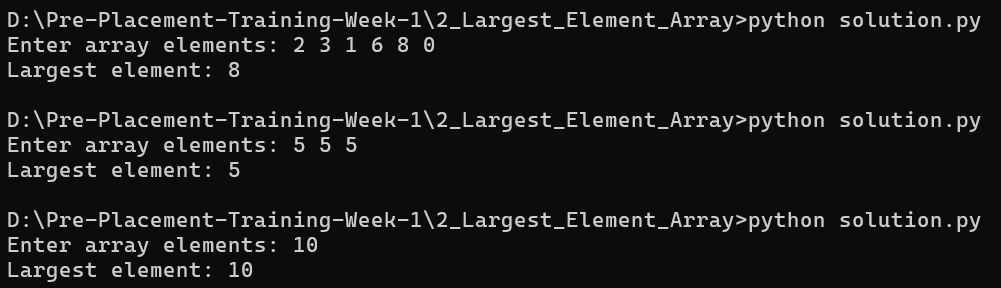 D:\Pre-Placement-Training-Week-1\2_Largest_Element_Array>python solution.py
Enter array elements: 2 3 1 6 8 0
Largest element: 8
D:\Pre-Placement-Training-Week-1\2_Largest_Element_Array>python solution.py
Enter array elements: 5 5 5
Largest element: 5
D:\Pre-Placement-Training-Week-1\2_Largest_Element_Array>python solution.py
Enter array elements: 10
Largest element: 10